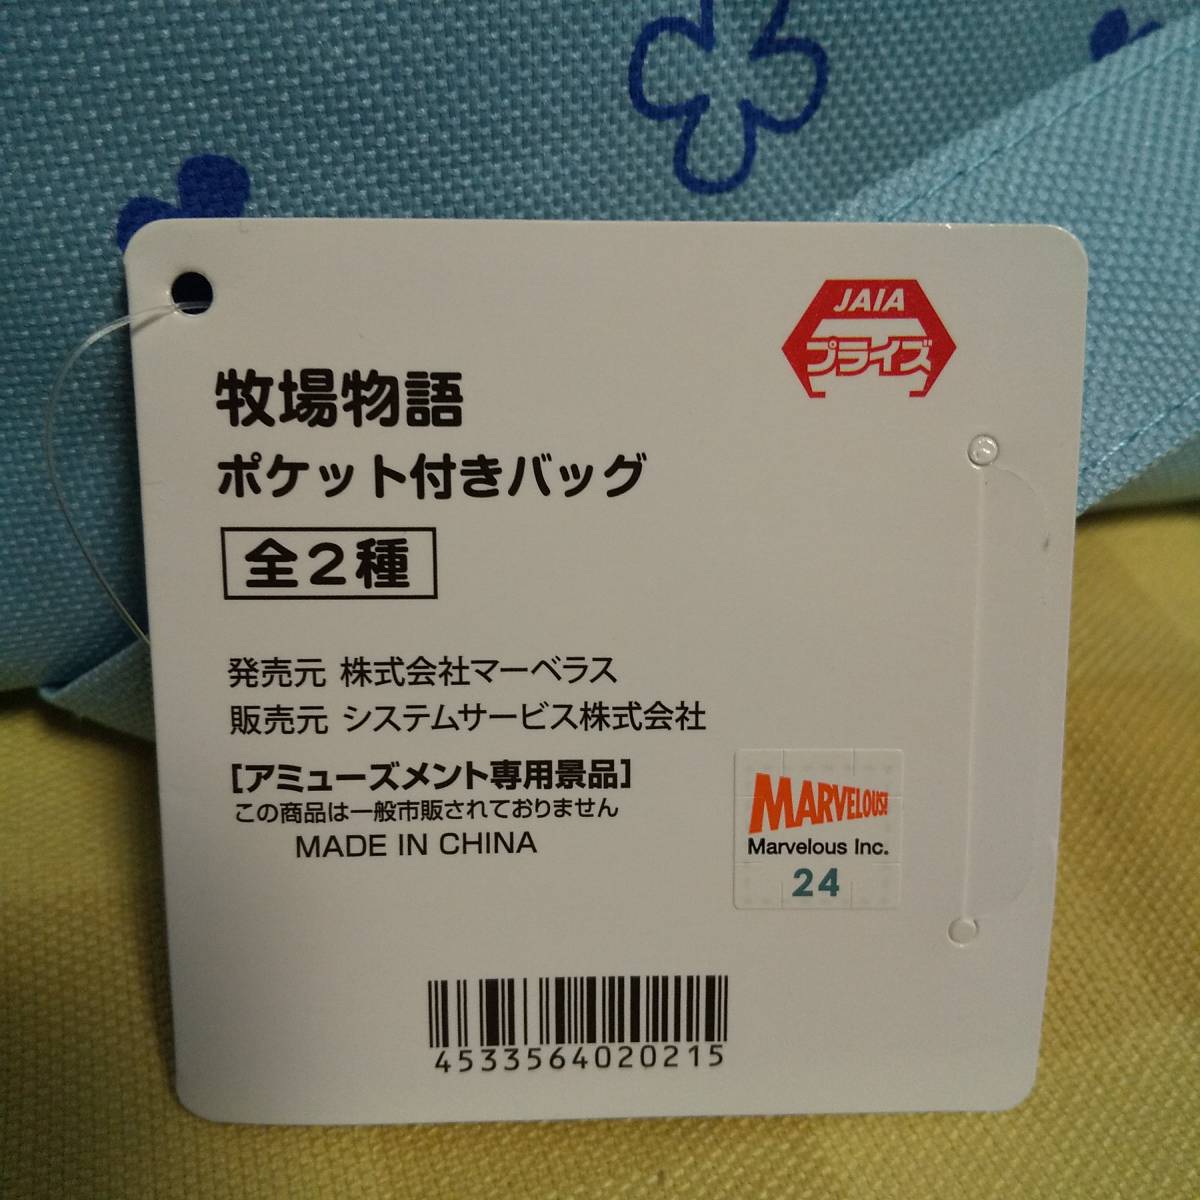 JAIA
プライズ
牧場物語
ポケット付きバッグ
全2種
発売元 株式会社マーベラス
販売元 システムサービス株式会社
[アミューズメント専用景品]
この商品は一般市販されておりません
MADE IN CHINA
MARVELOUS!
Marvelous Inc.
24
4533564020215